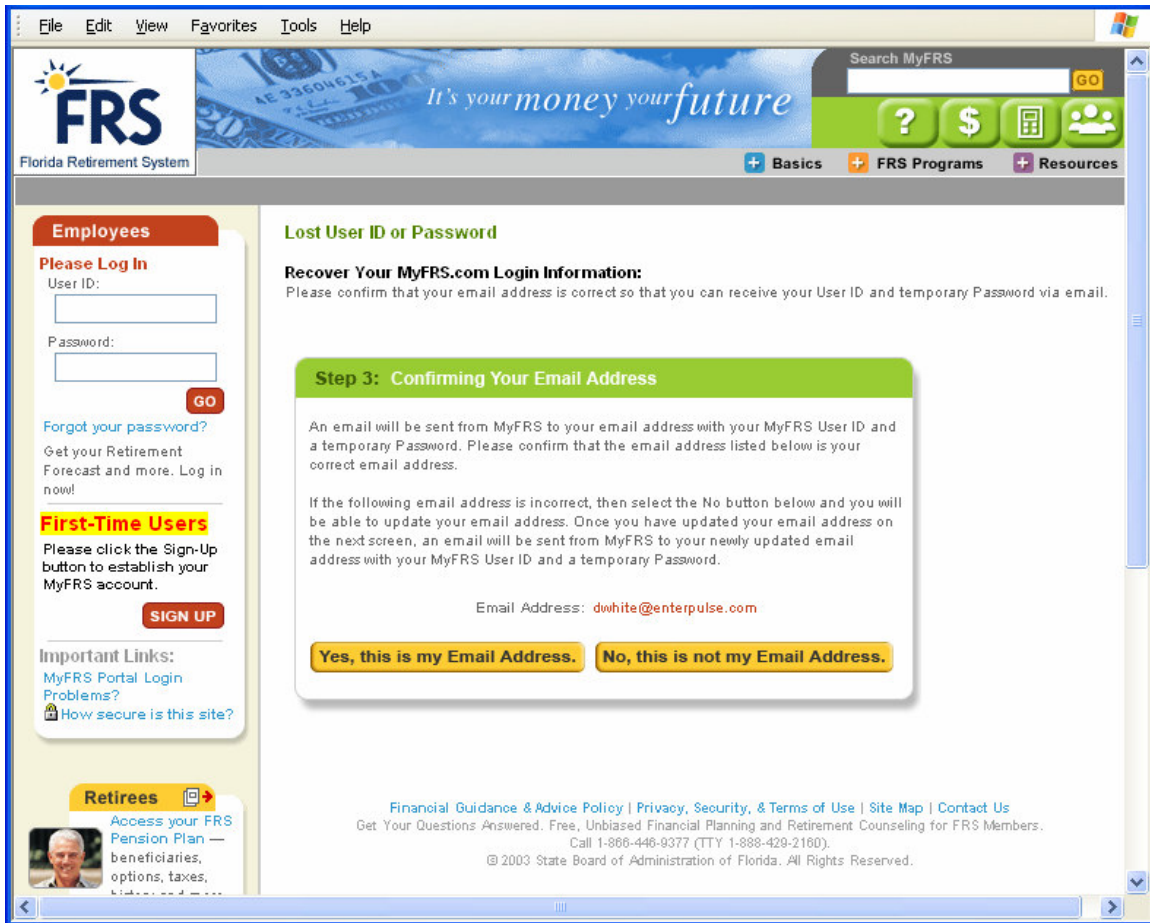 File Edit View Favorites Tools Help
FRS
Florida Retirement System
AE 33604615 A
It's your money your future
Search MyFRS
GO
? $
Basics FRS Programs Resources
Employees
Please Log In
User ID:
Password:
GO
Forgot your password?
Get your Retirement
Forecast and more. Log in
now!
First-Time Users
Please click the Sign-Up
button to establish your
MyFRS account.
SIGN UP
Important Links:
MyFRS Portal Login
Problems?
How secure is this site?
Retirees
Access your FRS
Pension Plan —
beneficiaries,
options, taxes,
Lost User ID or Password
Recover Your MyFRS.com Login Information:
Please confirm that your email address is correct so that you can receive your User ID and temporary Password via email.
Step 3: Confirming Your Email Address
An email will be sent from MyFRS to your email address with your MyFRS User ID and
a temporary Password. Please confirm that the email address listed below is your
correct email address.
If the following email address is incorrect, then select the No button below and you will
be able to update your email address. Once you have updated your email address on
the next screen, an email will be sent from MyFRS to your newly updated email
address with your MyFRS User ID and a temporary Password.
Email Address: dwhite@enterpulse.com
Yes, this is my Email Address. No, this is not my Email Address.
Financial Guidance & Advice Policy | Privacy, Security, & Terms of Use | Site Map | Contact Us
Get Your Questions Answered. Free, Unbiased Financial Planning and Retirement Counseling for FRS Members.
Call 1-866-446-9377 (TTY 1-888-429-2160).
© 2003 State Board of Administration of Florida. All Rights Reserved.